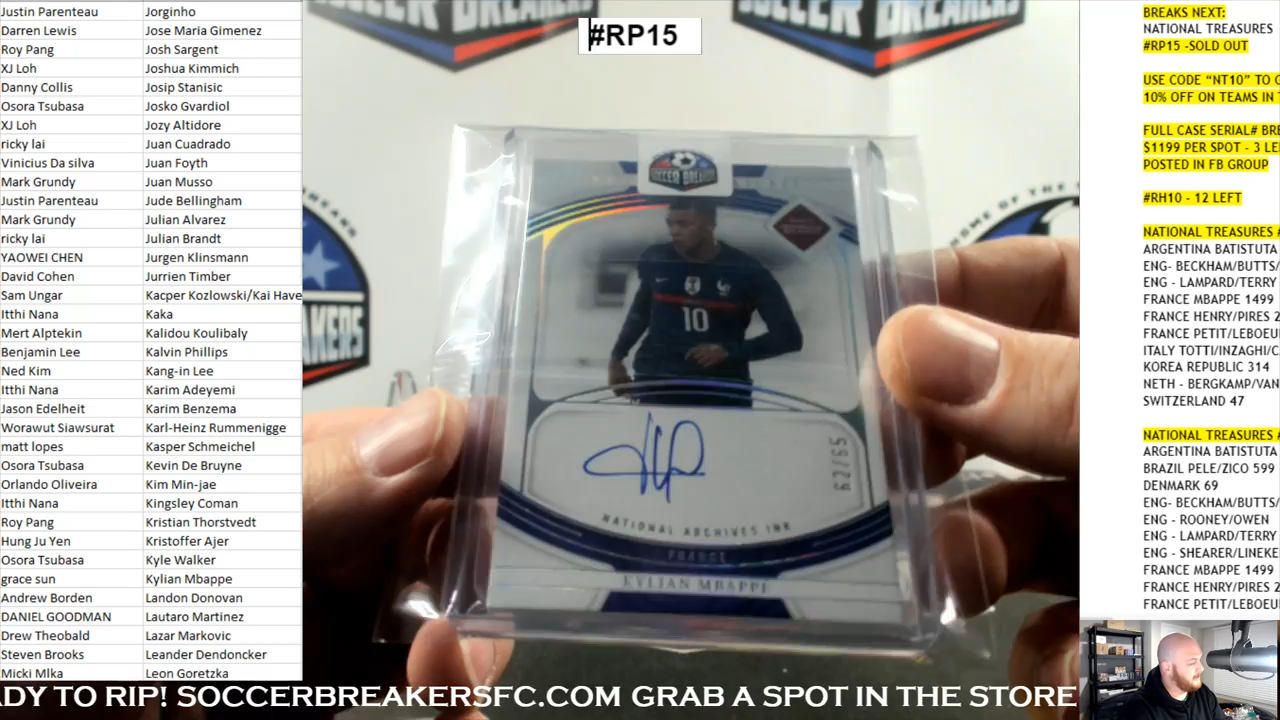 Justin Parenteau Jorginho
Darren Lewis Jose Maria Gimenez
Roy Pang Josh Sargent
XJ Loh Joshua Kimmich
Danny Collis Josip Stanisic
Osora Tsubasa Josko Gvardiol
XJ Loh Jozy Altidore
ricky lai Juan Cuadrado
Vinicius Da silva Juan Foyth
Mark Grundy Juan Musso
Justin Parenteau Jude Bellingham
Mark Grundy Julian Alvarez
ricky lai Julian Brandt
YAOWEI CHEN Jurgen Klinsmann
David Cohen Jurrien Timber
Sam Ungar Kacper Kozlowski/Kai Have
Itthi Nana Kaka
Mert Alptekin Kalidou Koulibaly
Benjamin Lee Kalvin Phillips
Ned Kim Kang-in Lee
Itthi Nana Karim Adeyemi
Jason Edelheit Karim Benzema
Worawut Siawsurat Karl-Heinz Rummenigge
matt lopes Kasper Schmeichel
Osora Tsubasa Kevin De Bruyne
Orlando Oliveira Kim Min-jae
Itthi Nana Kingsley Coman
Roy Pang Kristian Thorstvedt
Hung Ju Yen Kristoffer Ajer
Osora Tsubasa Kyle Walker
grace sun Kylian Mbappe
Andrew Borden Landon Donovan
DANIEL GOODMAN Lautaro Martinez
Drew Theobald Lazar Markovic
Steven Brooks Leander Dendoncker
Micki Mlka Leon Goretzka
#RP15
SOCCER BREAKERS
10
NATIONAL ARCHIVES INK
FRANCE
KYLIAN MBAPPE
BREAKS NEXT:
NATIONAL TREASURES
#RP15 -SOLD OUT
USE CODE “NT10” TO G
10% OFF ON TEAMS IN T
FULL CASE SERIAL# BRE
$1199 PER SPOT - 3 LE
POSTED IN FB GROUP
#RH10 - 12 LEFT
NATIONAL TREASURES #
ARGENTINA BATISTUTA
ENG- BECKHAM/BUTTS/
ENG - LAMPARD/TERRY
FRANCE MBAPPE 1499
FRANCE HENRY/PIRES 2
FRANCE PETIT/LEBOEU
ITALY TOTTI/INZAGHI/C
KOREA REPUBLIC 314
NETH - BERGKAMP/VAN
SWITZERLAND 47
NATIONAL TREASURES #
ARGENTINA BATISTUTA
BRAZIL PELE/ZICO 599
DENMARK 69
ENG- BECKHAM/BUTTS/
ENG - ROONEY/OWEN
ENG - LAMPARD/TERRY
ENG - SHEARER/LINEKE
FRANCE MBAPPE 1499
FRANCE HENRY/PIRES 2
FRANCE PETIT/LEBOEU
DY TO RIP! SOCCERBREAKERSFC.COM GRAB A SPOT IN THE STORE